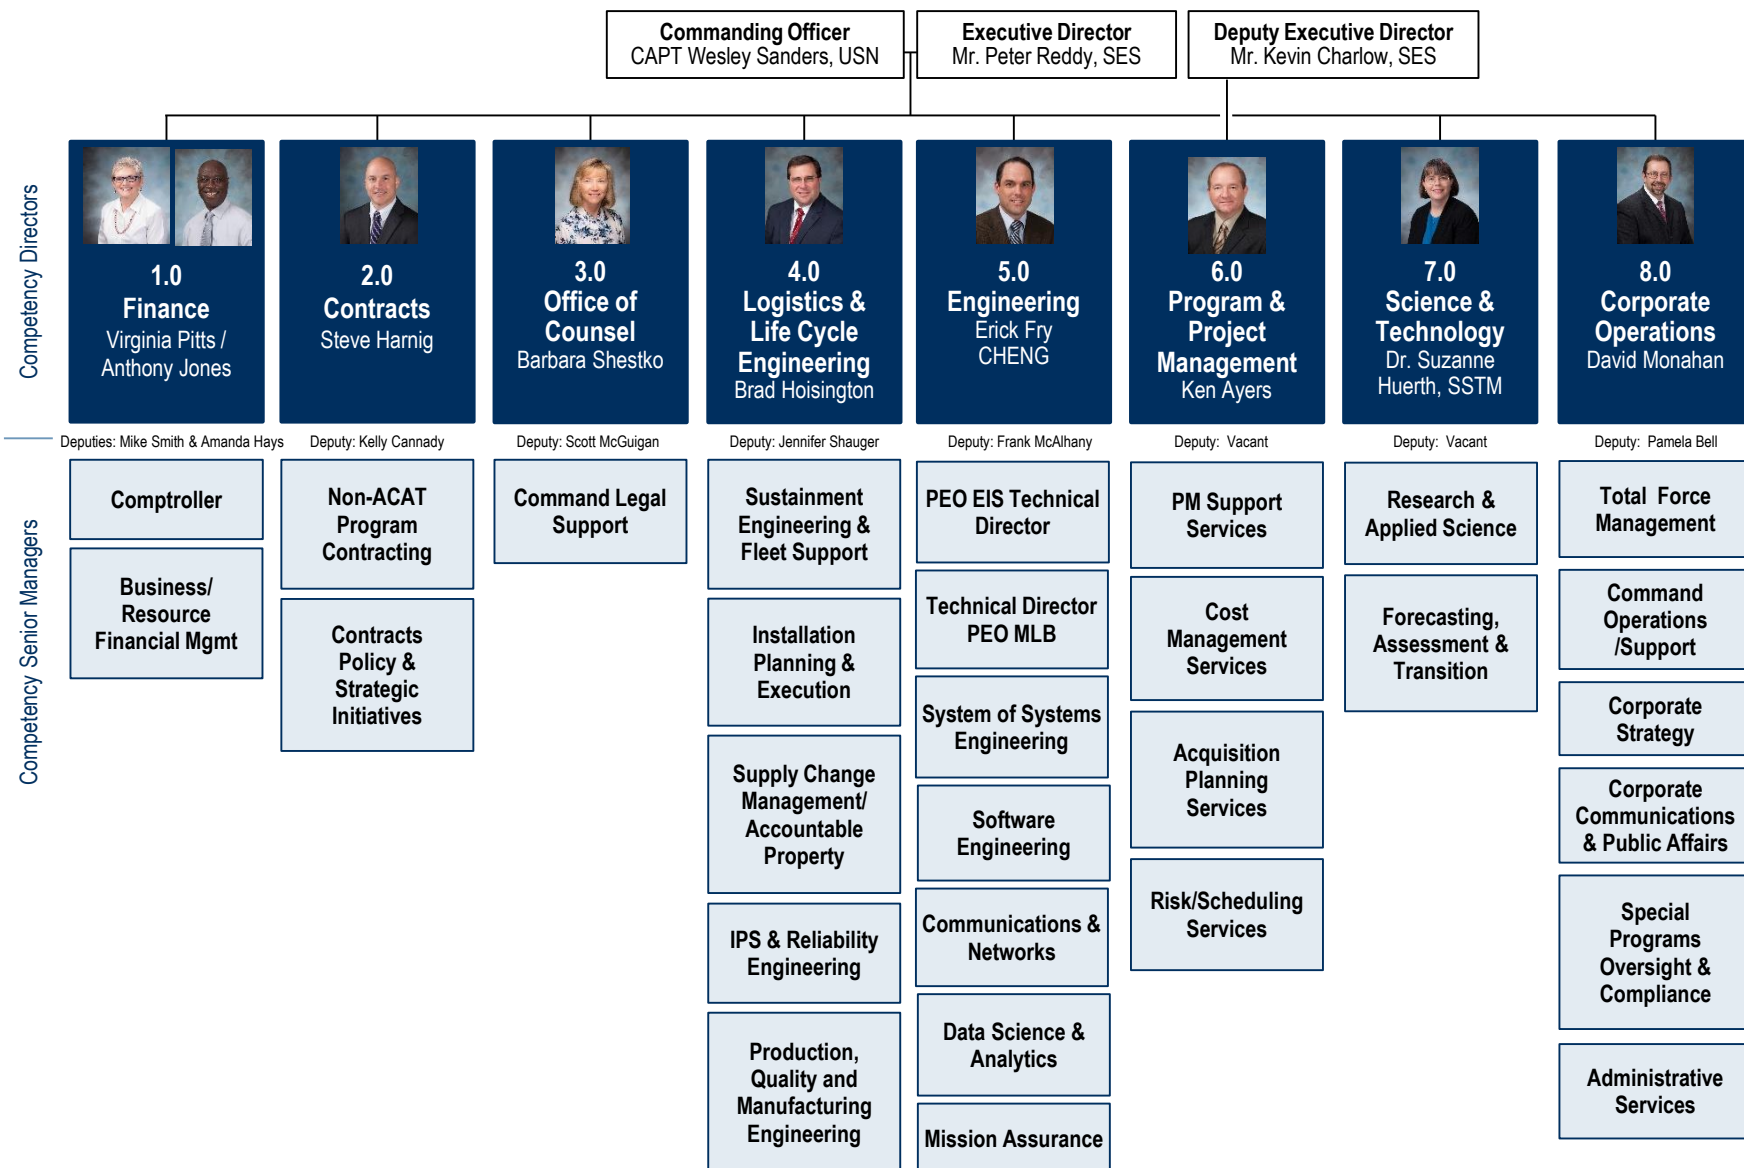 Commanding Officer
CAPT Wesley Sanders, USN
Executive Director
Mr. Peter Reddy, SES
Deputy Executive Director
Mr. Kevin Charlow, SES
Competency Directors
1.0
Finance
Virginia Pitts /
Anthony Jones
2.0
Contracts
Steve Harnig
3.0
Office of
Counsel
Barbara Shestko
4.0
Logistics &
Life Cycle
Engineering
Brad Hoisington
5.0
Engineering
Erick Fry
CHENG
6.0
Program &
Project
Management
Ken Ayers
7.0
Science &
Technology
Dr. Suzanne
Huerth, SSTM
8.0
Corporate
Operations
David Monahan
Deputies: Mike Smith & Amanda Hays
Deputy: Kelly Cannady
Deputy: Scott McGuigan
Deputy: Jennifer Shauger
Deputy: Frank McAlhany
Deputy: Vacant
Deputy: Vacant
Deputy: Pamela Bell
Competency Senior Managers
Comptroller
Business/
Resource
Financial Mgmt
Non-ACAT
Program
Contracting
Contracts
Policy &
Strategic
Initiatives
Command Legal
Support
Sustainment
Engineering &
Fleet Support
Installation
Planning &
Execution
Supply Change
Management/
Accountable
Property
IPS & Reliability
Engineering
Production,
Quality and
Manufacturing
Engineering
PEO EIS Technical
Director
Technical Director
PEO MLB
System of Systems
Engineering
Software
Engineering
Communications &
Networks
Data Science &
Analytics
Mission Assurance
PM Support
Services
Cost
Management
Services
Acquisition
Planning
Services
Risk/Scheduling
Services
Research &
Applied Science
Forecasting,
Assessment &
Transition
Total Force
Management
Command
Operations
/Support
Corporate
Strategy
Corporate
Communications
& Public Affairs
Special
Programs
Oversight &
Compliance
Administrative
Services